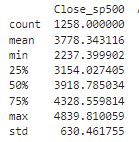 Close_sp500
count 1258.000000
mean 3778.343116
min 2237.399902
25% 3154.027405
50% 3918.785034
75% 4328.559814
max 4839.810059
std 630.461755